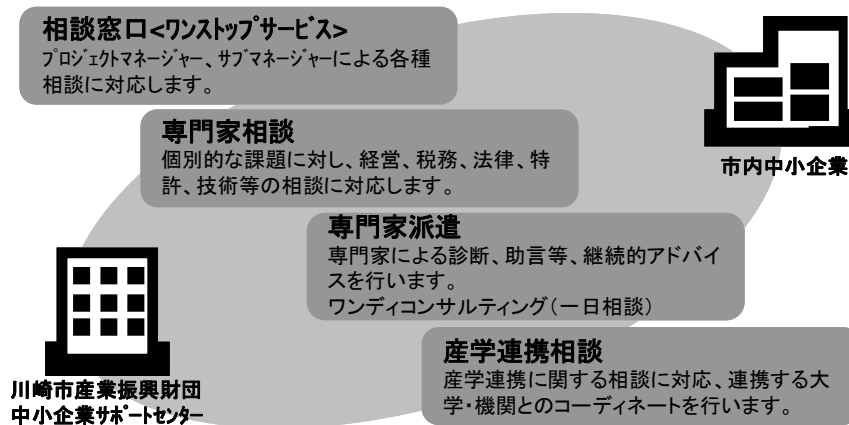 相談窓口<ワンストップサービス>
プロジェクトマネージャー、サブマネージャーによる各種
相談に対応します。
専門家相談
個別的な課題に対し、経営、税務、法律、特
許、技術等の相談に対応します。
市内中小企業
専門家派遣
専門家による診断、助言等、継続的アドバイ
スを行います。
ワンディコンサルティング(一日相談)
産学連携相談
産学連携に関する相談に対応、連携する大
学・機関とのコーディネートを行います。
川崎市産業振興財団
中小企業サポートセンター